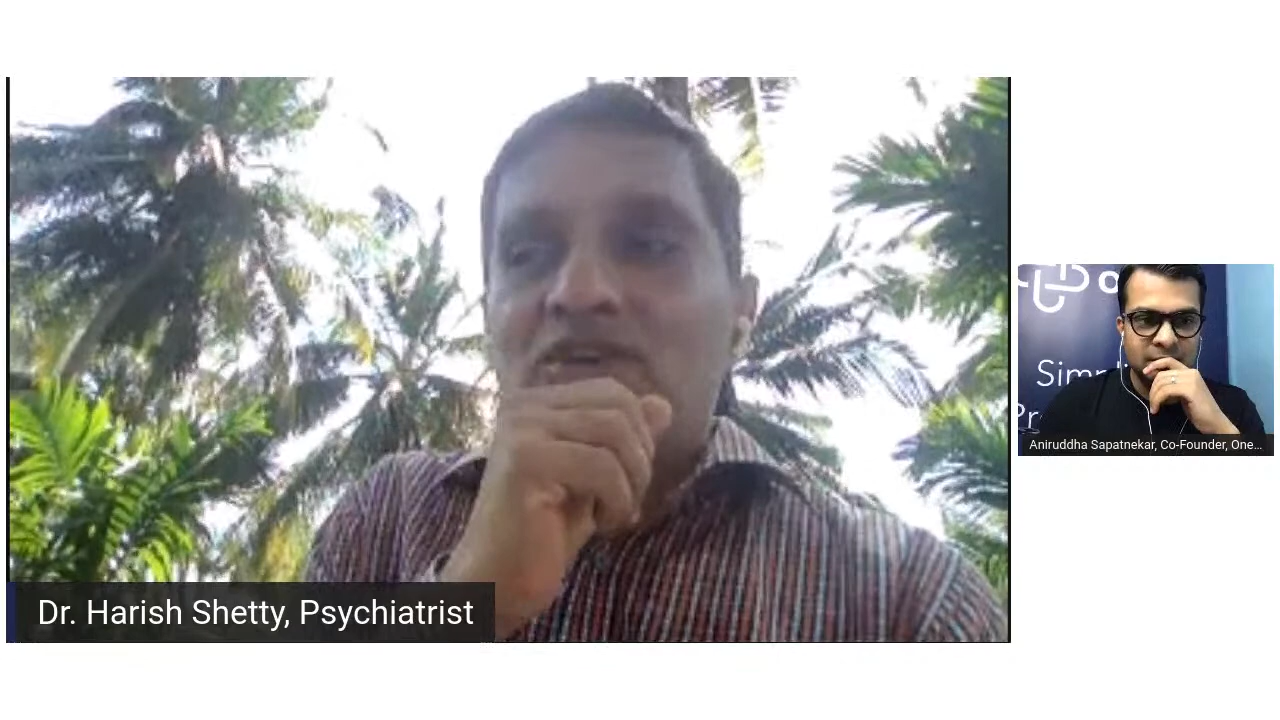 Dr. Harish Shetty, Psychiatrist
Aniruddha Sapatnekar, Co-Founder, One...